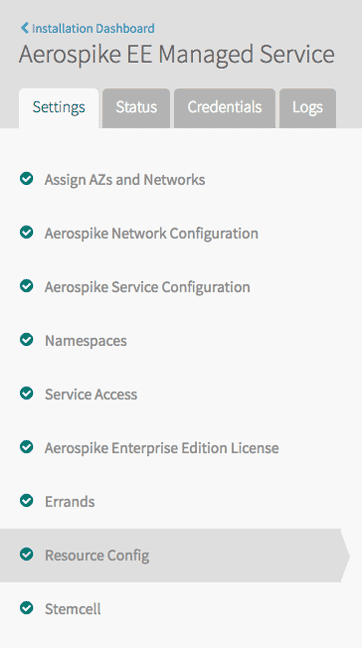 Installation Dashboard
Aerospike EE Managed Service
Settings Status Credentials Logs
Assign AZs and Networks
Aerospike Network Configuration
Aerospike Service Configuration
Namespaces
Service Access
Aerospike Enterprise Edition License
Errands
Resource Config
Stemcell